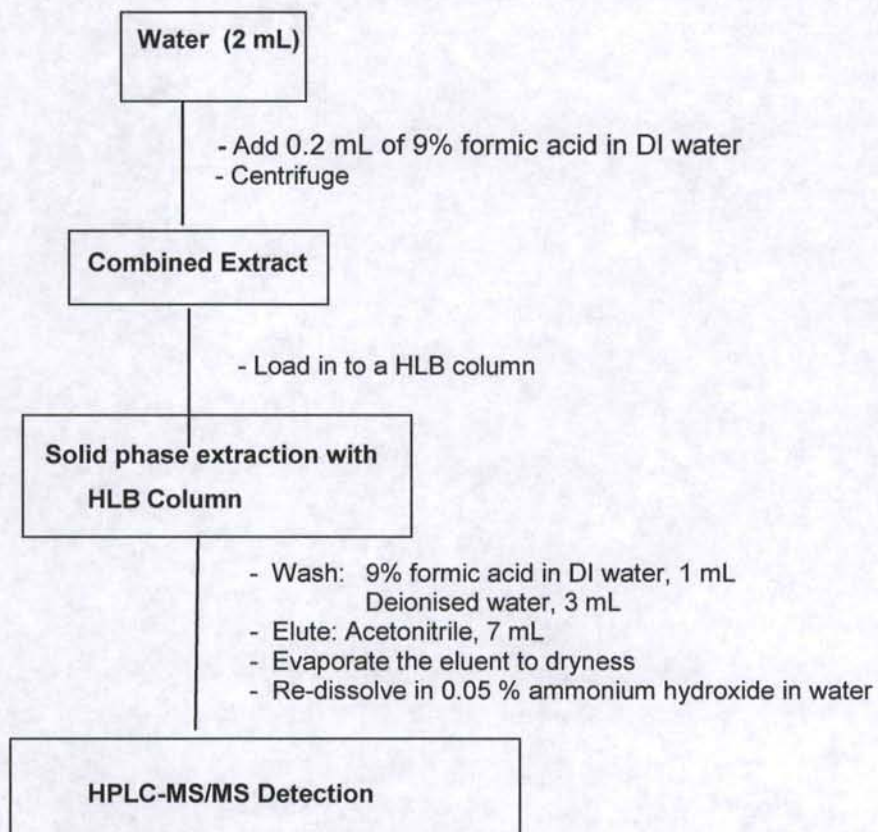 Water (2 mL)
- Add 0.2 mL of 9% formic acid in DI water
- Centrifuge
Combined Extract
- Load in to a HLB column
Solid phase extraction with
HLB Column
- Wash: 9% formic acid in DI water, 1 mL
Deionised water, 3 mL
- Elute: Acetonitrile, 7 mL
- Evaporate the eluent to dryness
- Re-dissolve in 0.05 % ammonium hydroxide in water
HPLC-MS/MS Detection